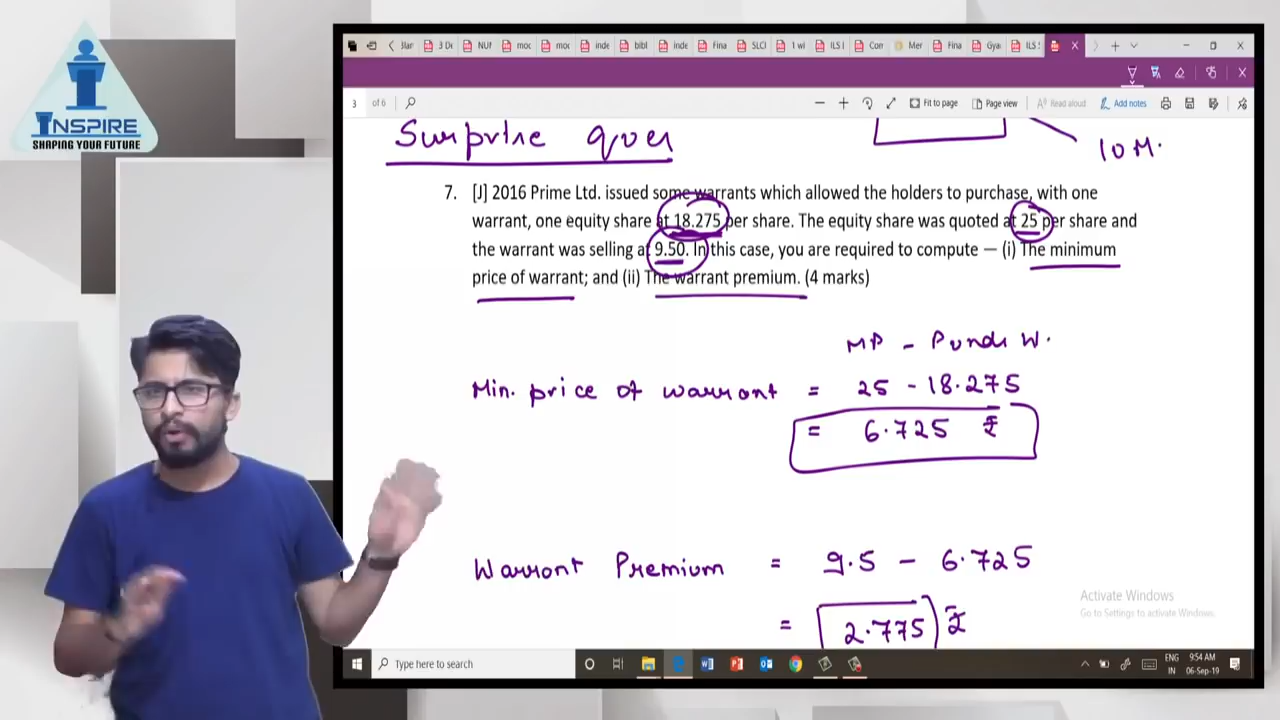 INSPIRE
SHAPING YOUR FUTURE
3 of 6
Fit to page
Page view
Read aloud
Add notes
Surprise ques
10 M.
7. [J] 2016 Prime Ltd. issued some warrants which allowed the holders to purchase, with one
warrant, one equity share at 18.275 per share. The equity share was quoted at 25 per share and
the warrant was selling at 9.50. In this case, you are required to compute — (i) The minimum
price of warrant; and (ii) The warrant premium. (4 marks)
MP -
Min. price of warrant = 25 - 18.275
= 6.725 ₹
Warrant Premium = 9.5 - 6.725
= 2.775 ₹
Activate Windows
Go to Settings to activate Windows.
Type here to search
ENG
IN
9:54 AM
06-Sep-19